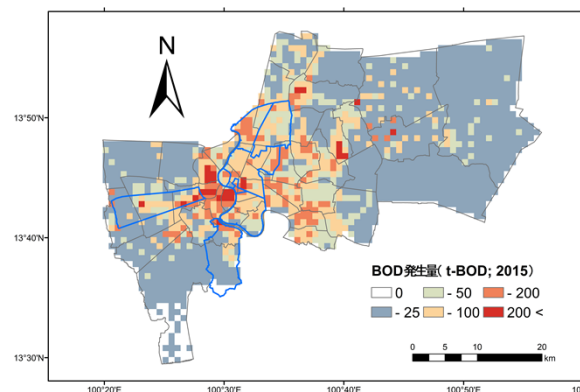 N
13°50'N
13°40'N
13°30'N
BOD発生量( t-BOD; 2015)
0 - 50 - 200
- 25 - 100 200 <
0 5 10 20
km
100°20'E 100°30'E 100°40'E 100°50'E